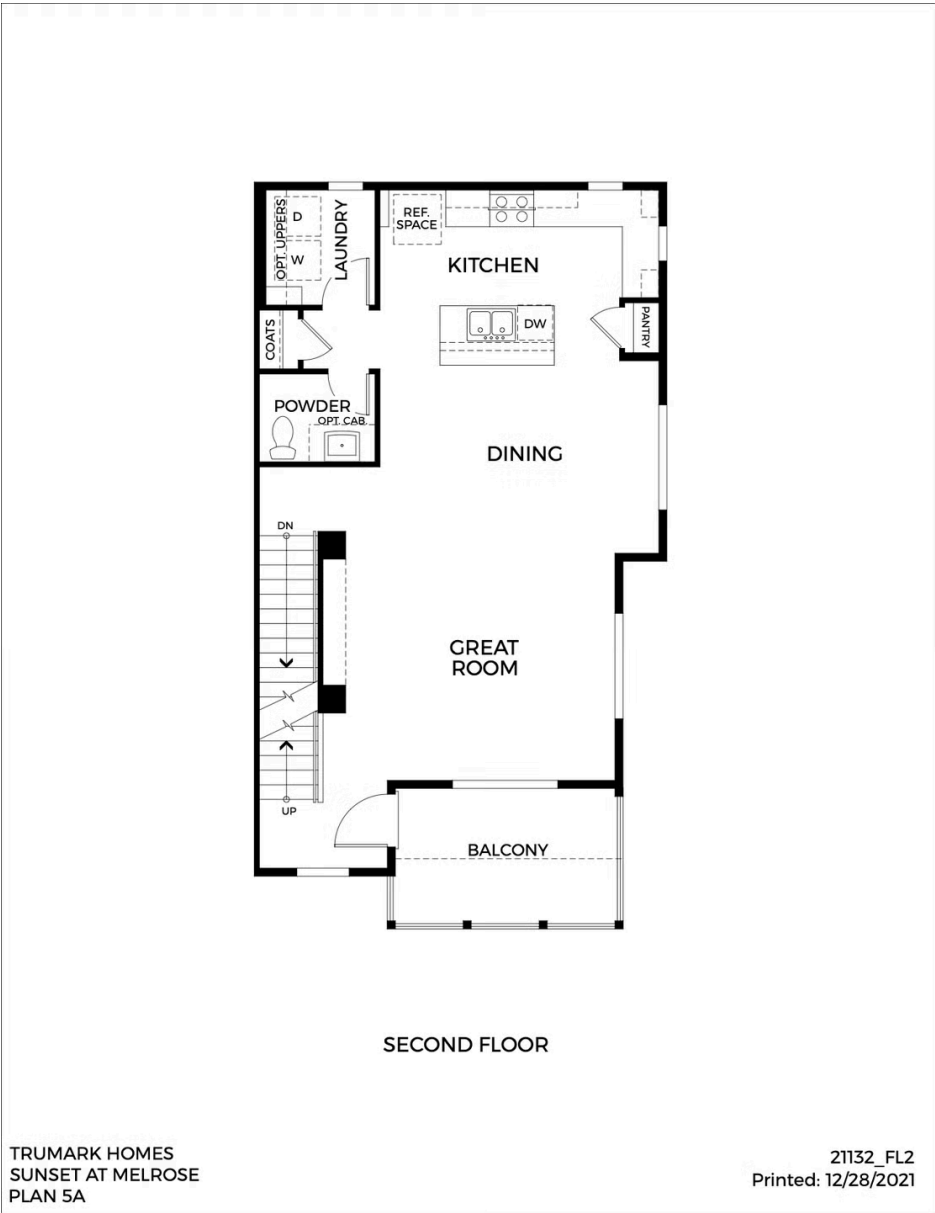 OPT. UPPERS
D
W
LAUNDRY
REF.
SPACE
KITCHEN
DW
PANTRY
COATS
POWDER
OPT. CAB.
DINING
DN
GREAT
ROOM
UP
BALCONY
SECOND FLOOR
TRUMARK HOMES
SUNSET AT MELROSE
PLAN 5A
21132_FL2
Printed: 12/28/2021